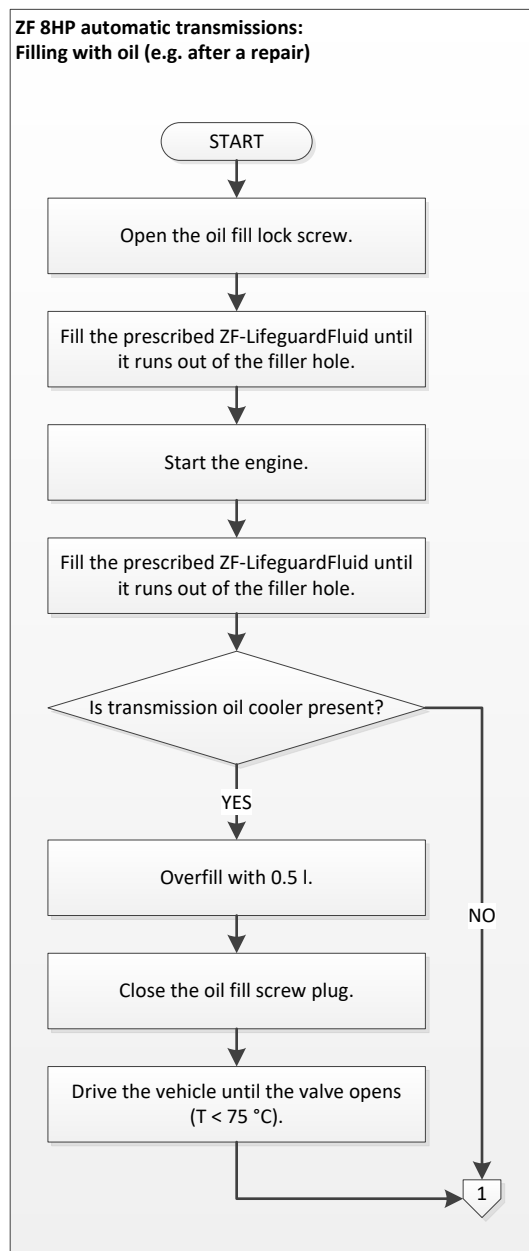 ZF 8HP automatic transmissions:
Filling with oil (e.g. after a repair)
START
Open the oil fill lock screw.
Fill the prescribed ZF-LifeguardFluid until
it runs out of the filler hole.
Start the engine.
Fill the prescribed ZF-LifeguardFluid until
it runs out of the filler hole.
Is transmission oil cooler present?
YES
Overfill with 0.5 l.
NO
Close the oil fill screw plug.
Drive the vehicle until the valve opens
(T < 75 °C).
1